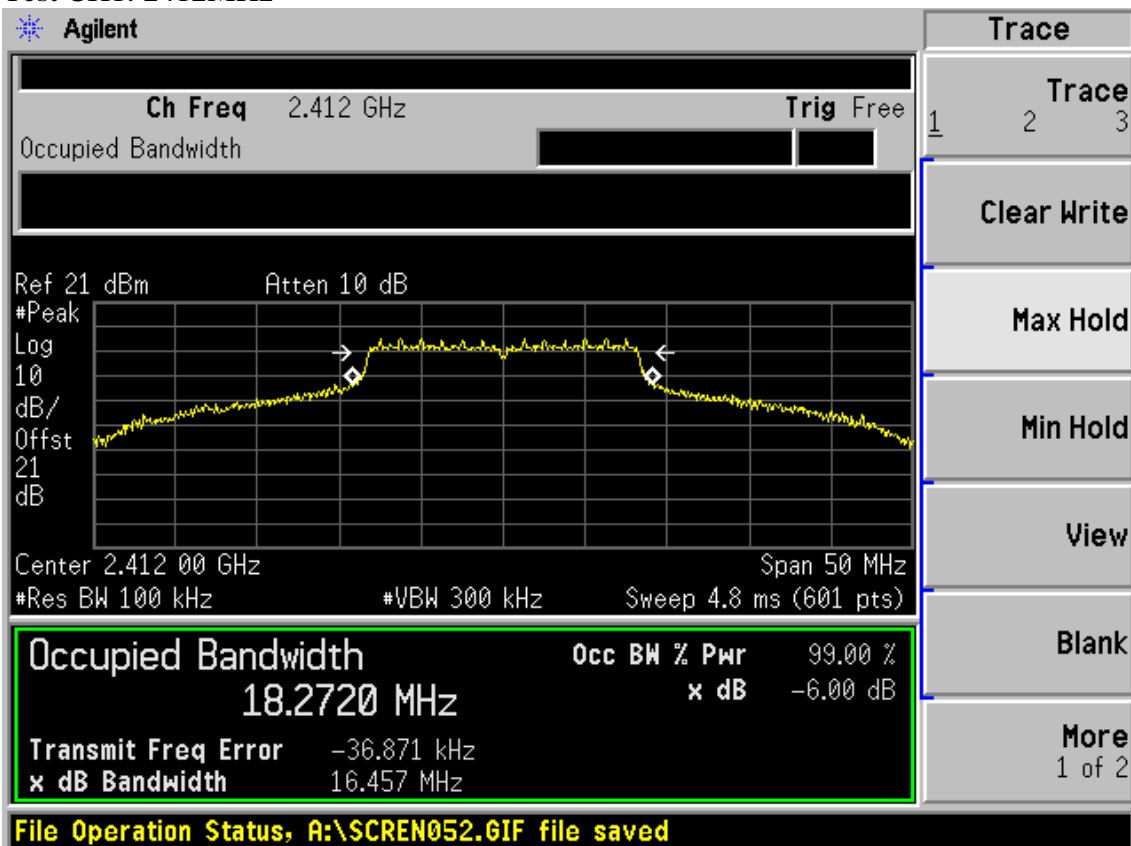 Agilent
Trace
Ch Freq 2.412 GHz Trig Free
Occupied Bandwidth
Trace
1 2 3
Clear Write
Max Hold
Min Hold
View
Blank
More
1 of 2
Ref 21 dBm Atten 10 dB
#Peak
Log
10
dB/
Offst
21
dB
Center 2.412 00 GHz Span 50 MHz
#Res BW 100 kHz #VBW 300 kHz Sweep 4.8 ms (601 pts)
Occupied Bandwidth Occ BW % Pwr 99.00 %
18.2720 MHz x dB -6.00 dB
Transmit Freq Error -36.871 kHz
x dB Bandwidth 16.457 MHz
File Operation Status, A:\SCREN052.GIF file saved